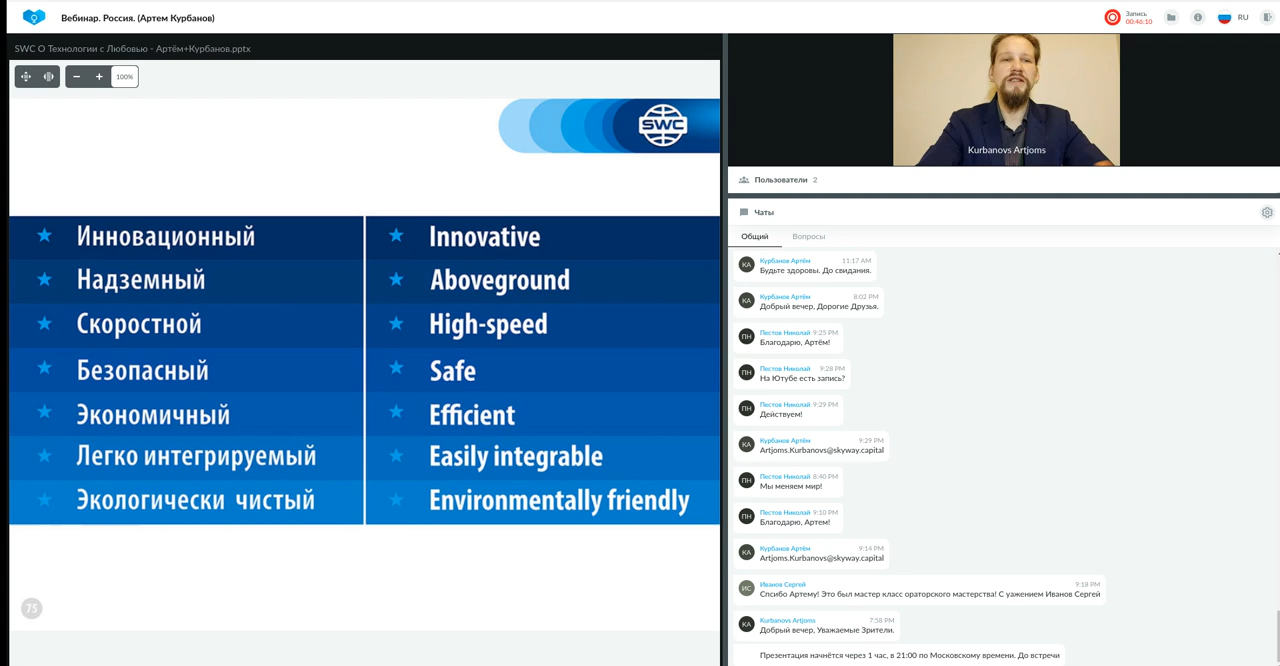 Вебинар. Россия. (Артем Курбанов)
Запись
00:46:10
RU
SWC О Технологии с Любовью - Артём+Курбанов.pptx
100%
SWC
Инновационный
Innovative
Надземный
Aboveground
Скоростной
High-speed
Безопасный
Safe
Экономичный
Efficient
Легко интегрируемый
Easily integrable
Экологически чистый
Environmentally friendly
75
Kurbanovs Artjoms
Пользователи 2
Чаты
Общий
Вопросы
КА
Курбанов Артём 11:17 AM
Будьте здоровы. До свидания.
КА
Курбанов Артём 8:02 PM
Добрый вечер, Дорогие Друзья.
ПН
Пестов Николай 9:25 PM
Благодарю, Артём!
ПН
Пестов Николай 9:28 PM
На Ютубе есть запись?
ПН
Пестов Николай 9:29 PM
Действуем!
КА
Курбанов Артём 9:29 PM
Artjoms.Kurbanovs@skyway.capital
ПН
Пестов Николай 8:40 PM
Мы меняем мир!
ПН
Пестов Николай 9:10 PM
Благодарю, Артем!
КА
Курбанов Артём 9:14 PM
Artjoms.Kurbanovs@skyway.capital
ИС
Иванов Сергей 9:18 PM
Спсибо Артему! Это был мастер класс ораторского мастерства! С уажением Иванов Сергей
КА
Kurbanovs Artjoms 7:58 PM
Добрый вечер, Уважаемые Зрители.
Презентация начнётся через 1 час, в 21:00 по Московскому времени. До встречи